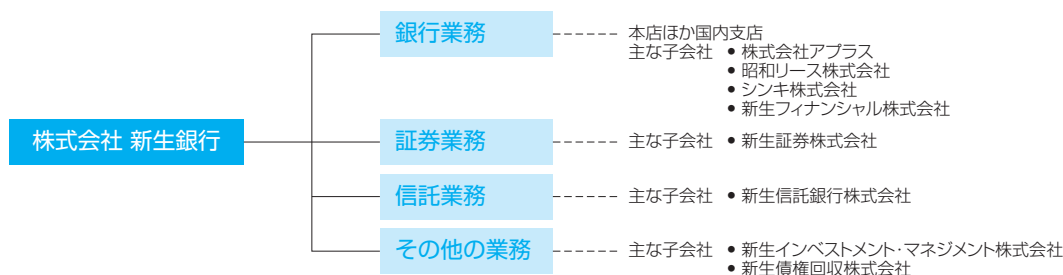 株式会社 新生銀行
銀行業務
本店ほか国内支店
主な子会社 • 株式会社アプラス
• 昭和リース株式会社
• シンキ株式会社
• 新生フィナンシャル株式会社
証券業務
主な子会社 • 新生証券株式会社
信託業務
主な子会社 • 新生信託銀行株式会社
その他の業務
主な子会社 • 新生インベストメント・マネジメント株式会社
• 新生債権回収株式会社